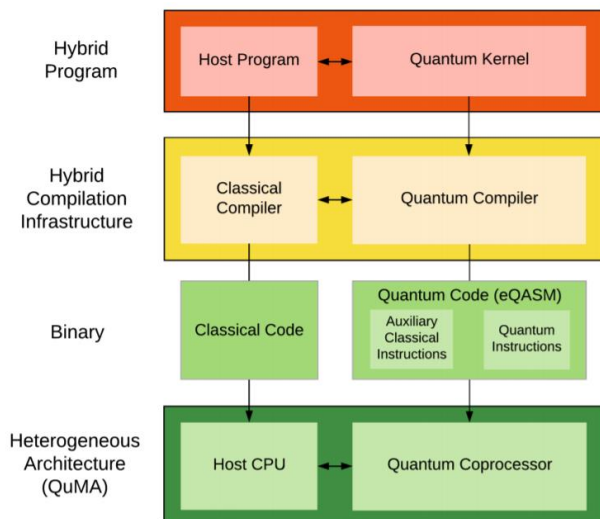 Hybrid
Program
Host Program
Quantum Kernel
Hybrid
Compilation
Infrastructure
Classical
Compiler
Quantum Compiler
Binary
Classical Code
Quantum Code (eQASM)
Auxiliary
Classical
Instructions
Quantum
Instructions
Heterogeneous
Architecture
(QuMA)
Host CPU
Quantum Coprocessor